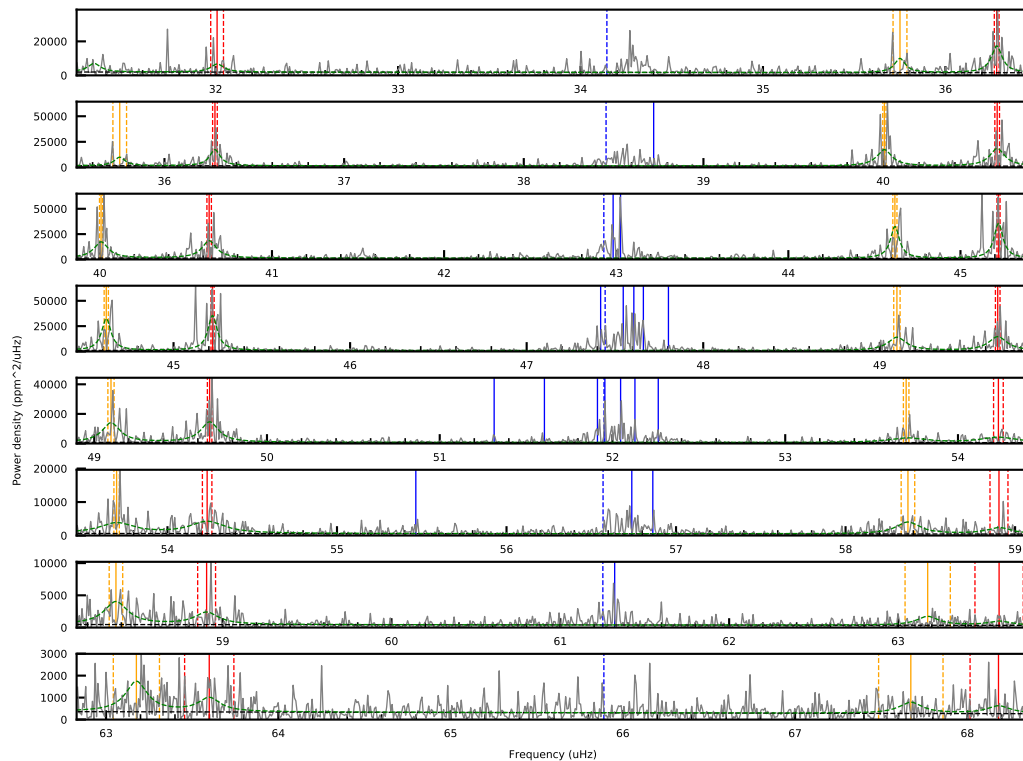 20000
0
32 33 34 35 36
50000
25000
0
36 37 38 39 40
50000
25000
0
40 41 42 43 44 45
50000
25000
0
45 46 47 48 49
40000
20000
0
49 50 51 52 53 54
Power density (ppm^2/uHz)
20000
10000
0
54 55 56 57 58 59
10000
5000
0
59 60 61 62 63
3000
2000
1000
0
63 64 65 66 67 68
Frequency (uHz)